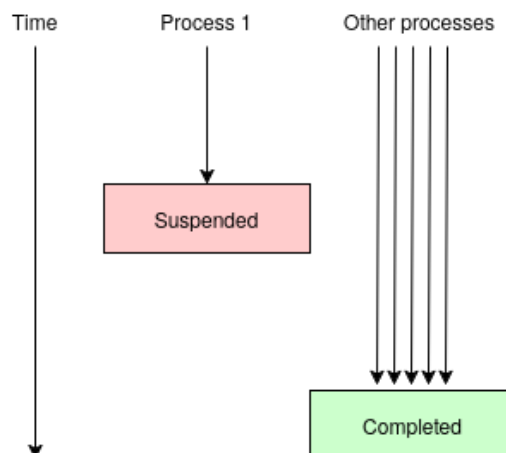 Time
Process 1
Other processes
Suspended
Completed